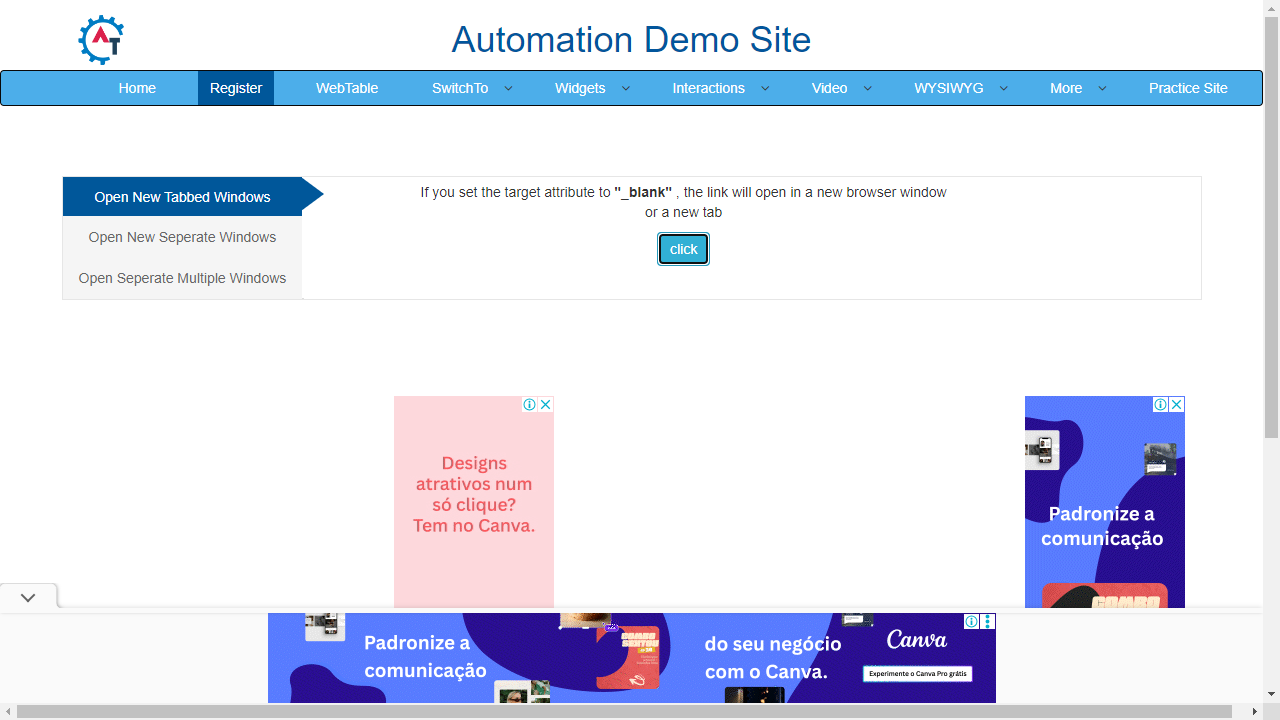 AT
Automation Demo Site
Home Register WebTable SwitchTo Widgets Interactions Video WYSIWYG More Practice Site
Open New Tabbed Windows
Open New Seperate Windows
Open Seperate Multiple Windows
If you set the target attribute to "_blank" , the link will open in a new browser window
or a new tab
click
Designs
atrativos num
só clique?
Tem no Canva.
Padronize a
comunicação
COMBO
Padronize a
comunicação
COMBO
do seu negócio
com o Canva.
Canva
Experimente o Canva Pro grátis